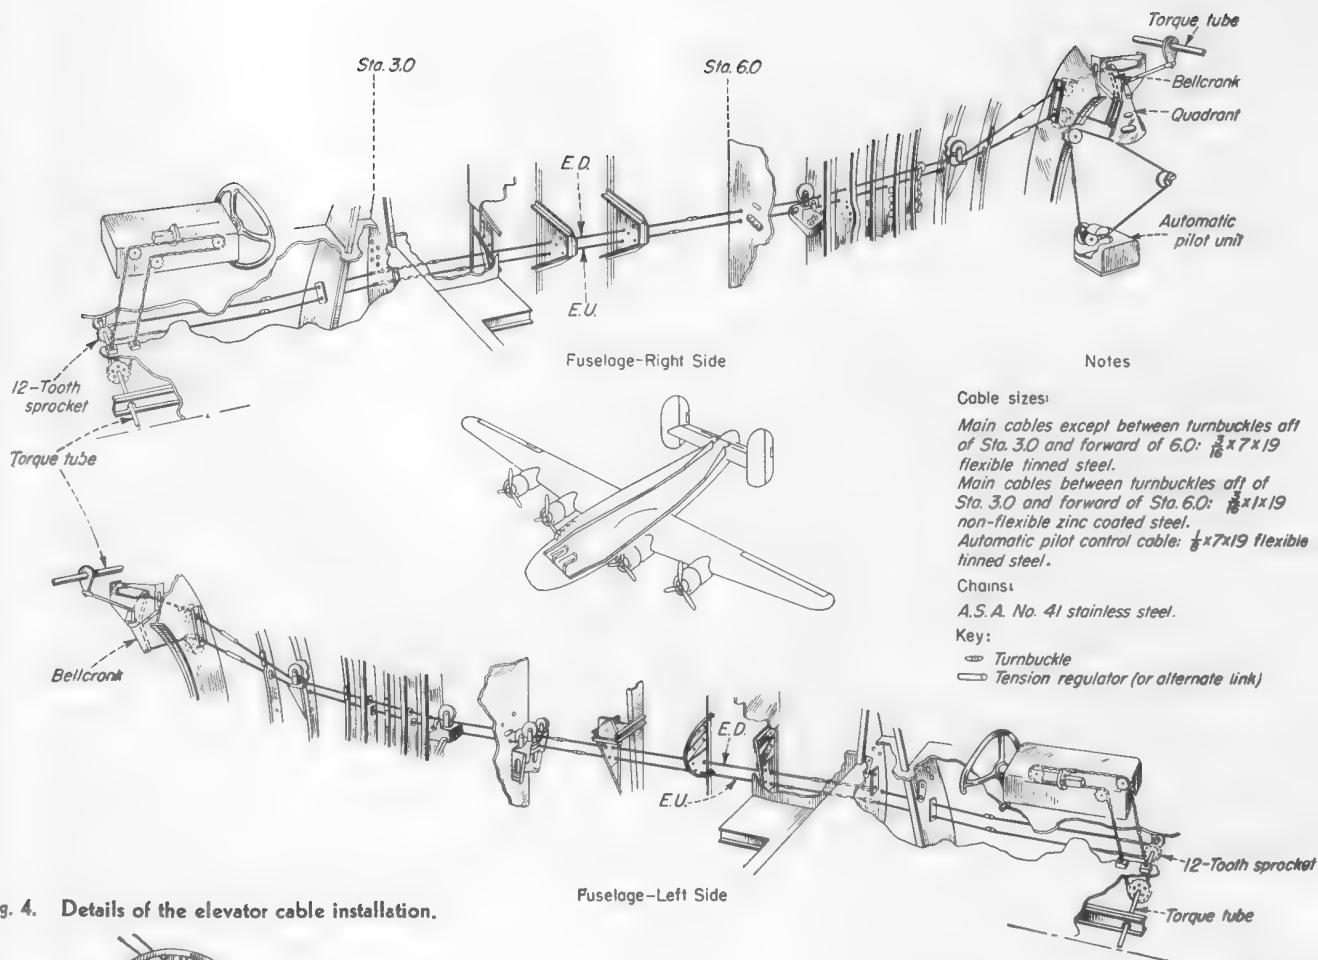 Torque tube
Sta. 3.0
Sta. 6.0
Bellcrank
Quadrant
E.D.
Automatic
pilot unit
E.U.
Fuselage-Right Side
12-Tooth
sprocket
Torque tube
Notes
Cable sizes:
Main cables except between turnbuckles aft
of Sta. 3.0 and forward of 6.0: 3/16 x 7 x 19
flexible tinned steel.
Main cables between turnbuckles aft of
Sta. 3.0 and forward of Sta. 6.0: 3/16 x 1 x 19
non-flexible zinc coated steel.
Automatic pilot control cable: 1/8 x 7 x 19 flexible
tinned steel.
Chains:
A.S.A. No. 41 stainless steel.
Key:
Turnbuckle
Tension regulator (or alternate link)
Bellcrank
E.D.
E.U.
12-Tooth sprocket
Torque tube
Fuselage-Left Side
g. 4. Details of the elevator cable installation.